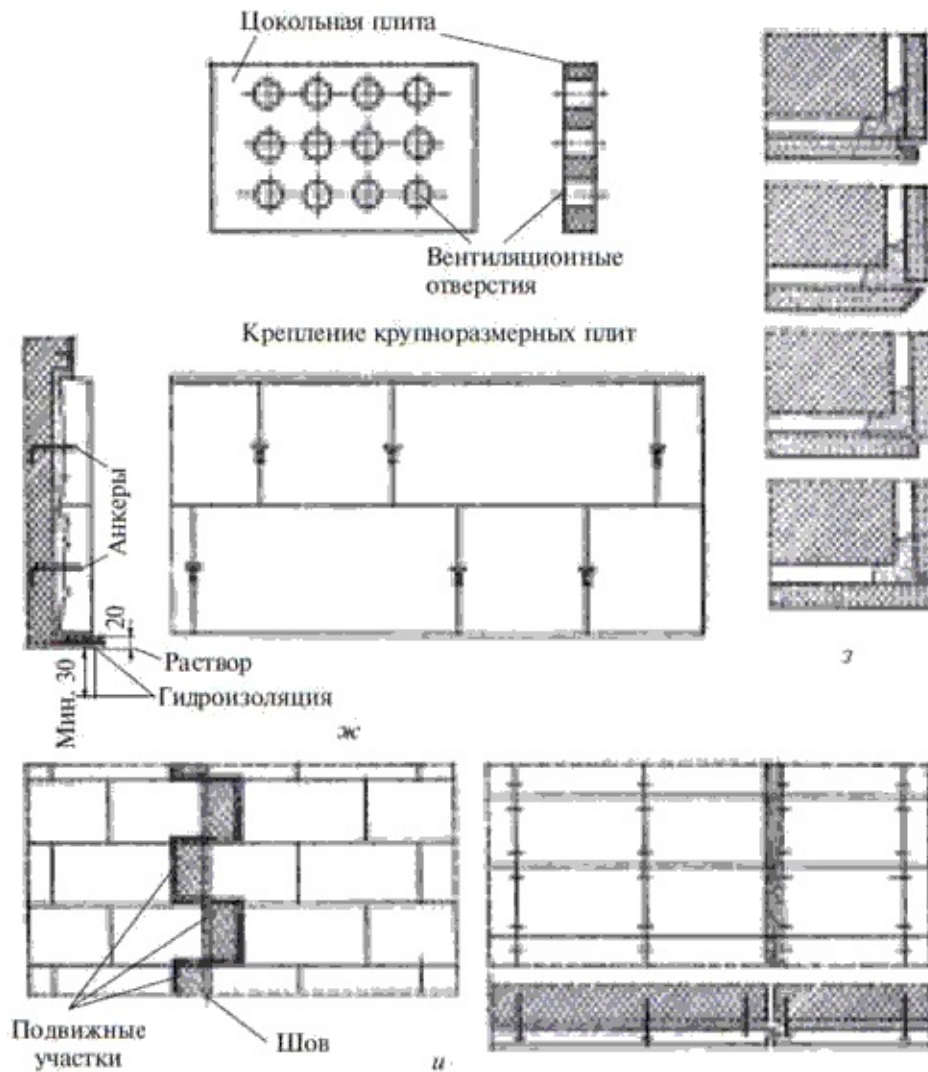 Цокольная плита
Вентиляционные
отверстия
Крепление крупноразмерных плит
Анкеры
20
Мин. 30
Раствор
Гидроизоляция
ж
з
Подвижные
участки
Шов
и